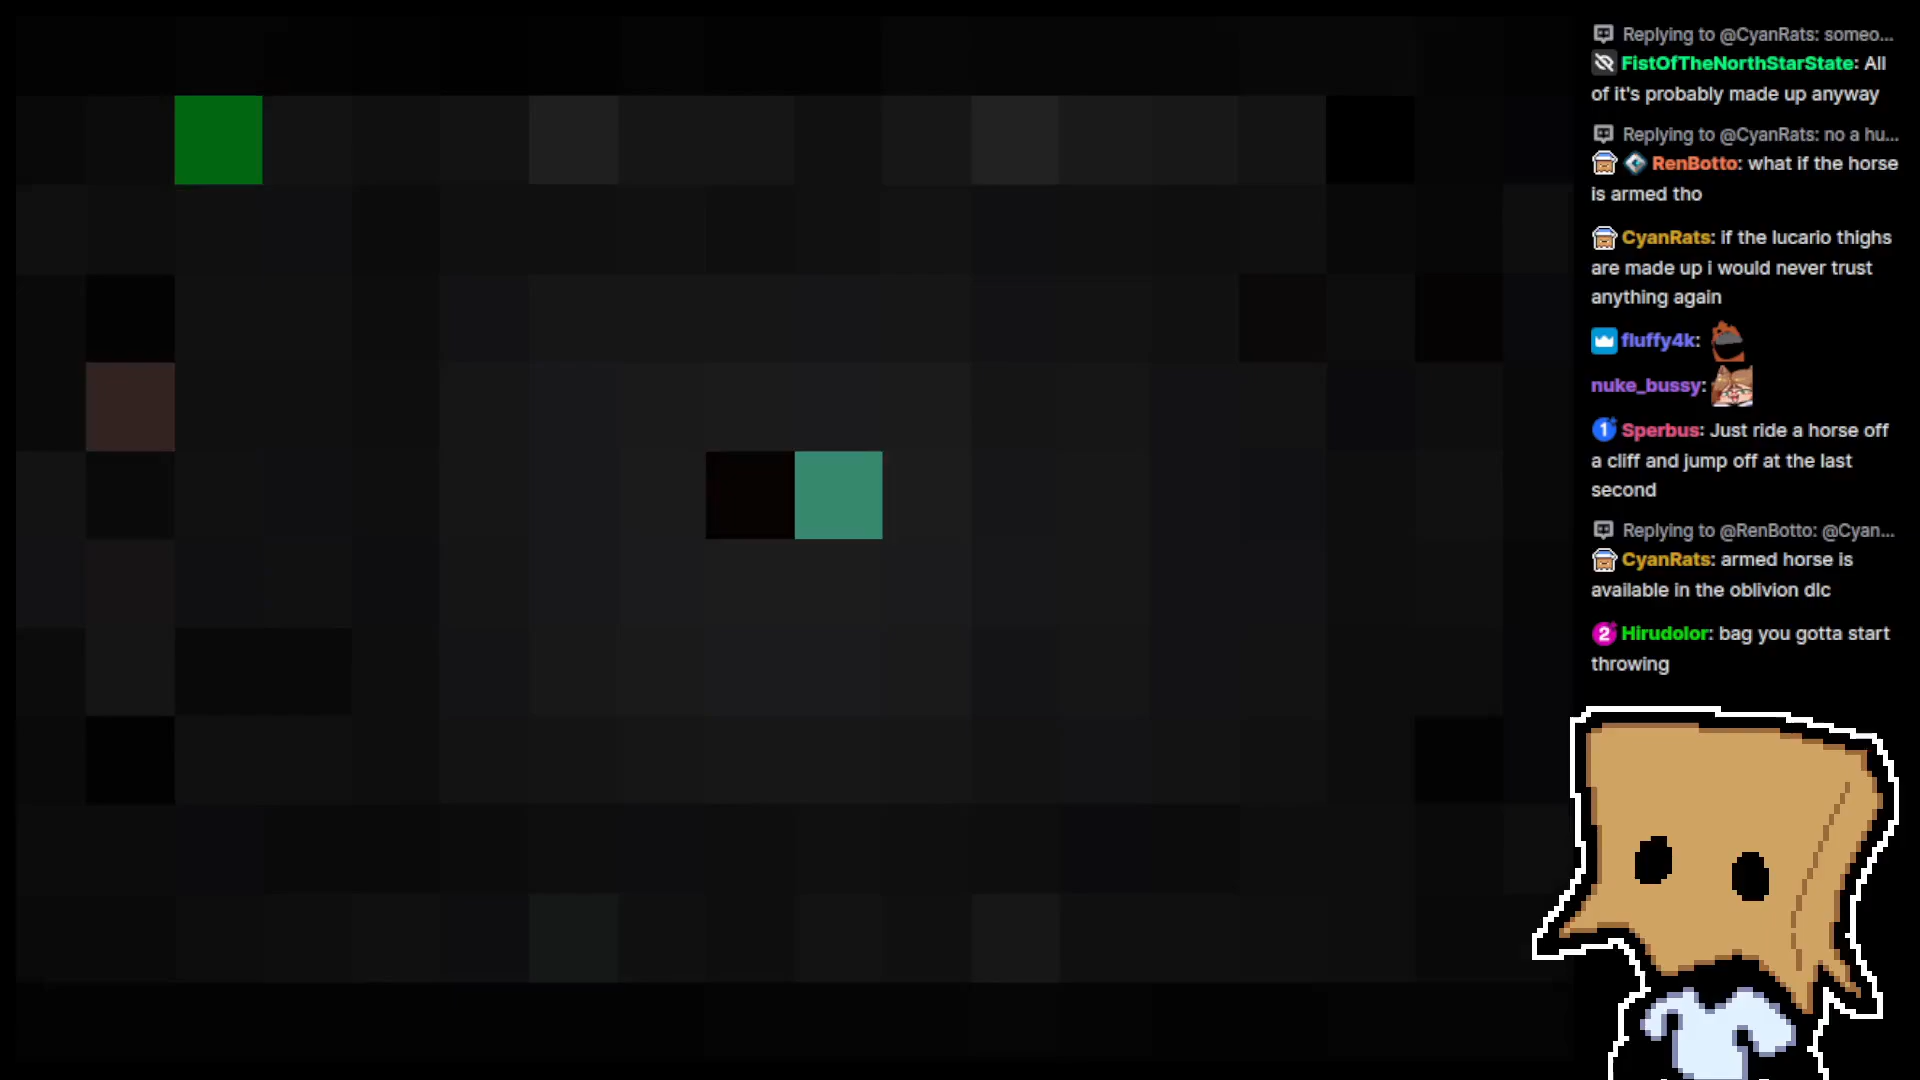 Replying to @CyanRats: someo...
FistOfTheNorthStarState: All
of it's probably made up anyway
Replying to @CyanRats: no a hu...
RenBotto: what if the horse
is armed tho
CyanRats: if the lucario thighs
are made up i would never trust
anything again
fluffy4k:
nuke_bussy:
1 Sperbus: Just ride a horse off
a cliff and jump off at the last
second
Replying to @RenBotto: @Cyan...
CyanRats: armed horse is
available in the oblivion dlc
2 Hirudolor: bag you gotta start
throwing